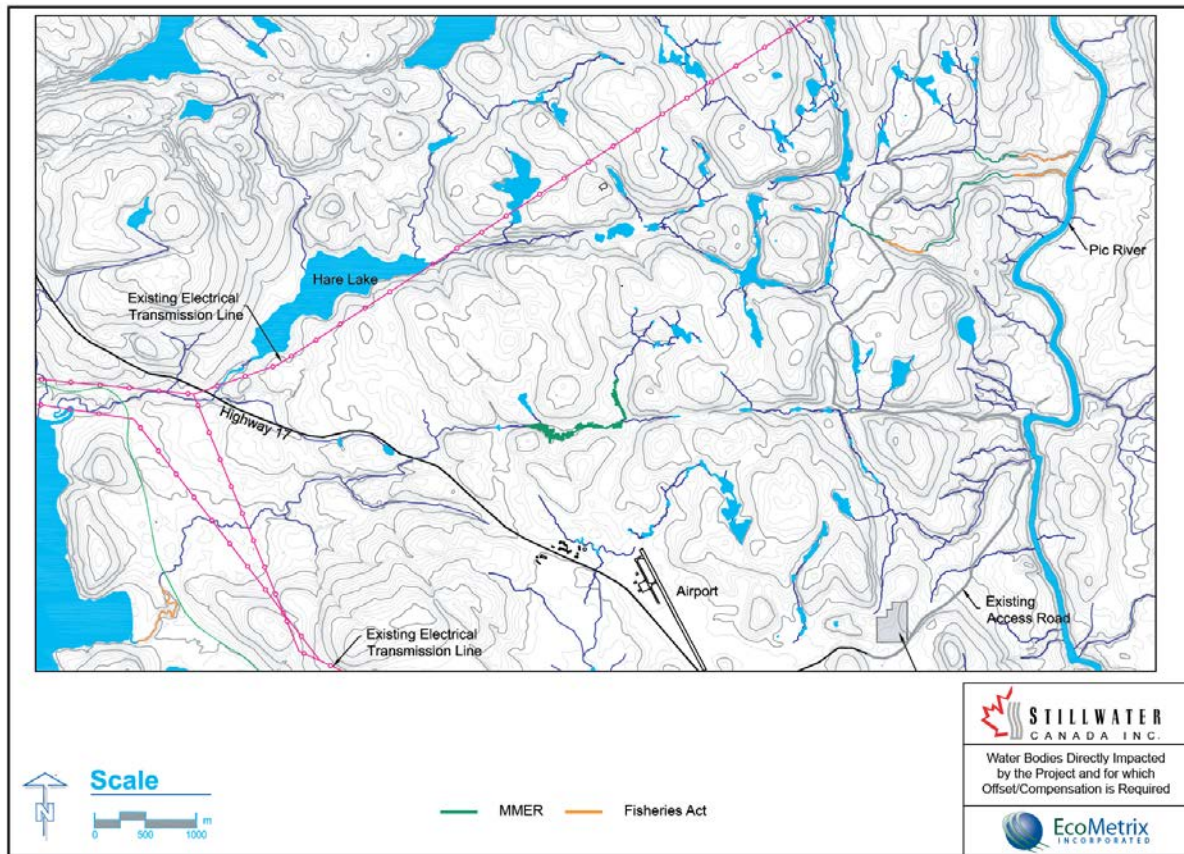 Hare Lake
Existing Electrical
Transmission Line
Highway 17
Pic River
Airport
Existing
Access Road
Existing Electrical
Transmission Line
STILLWATER
CANADA INC.
Water Bodies Directly Impacted
by the Project and for which
Offset/Compensation is Required
EcoMetrix
INCORPORATED
N
Scale
0 500 1000 m
MMER
Fisheries Act